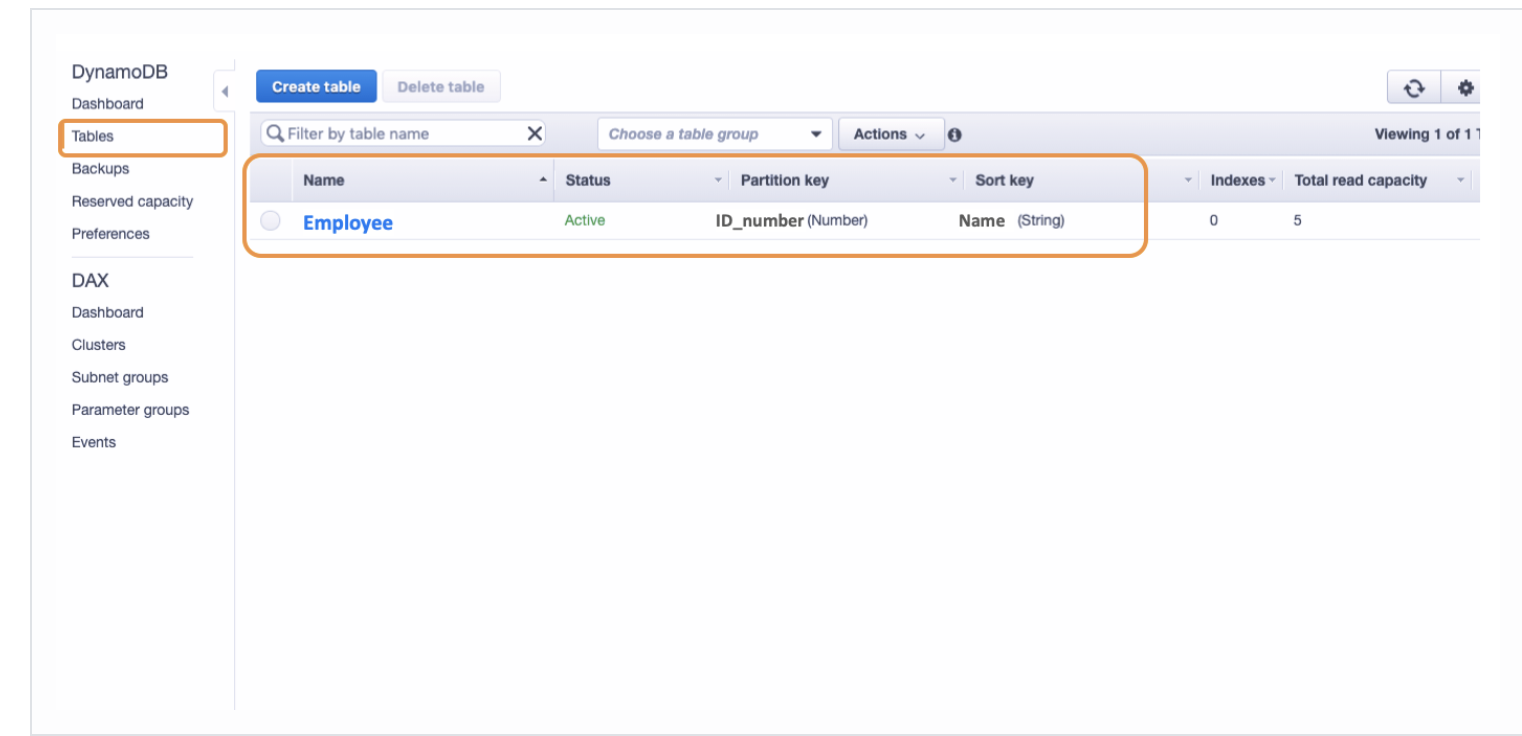 DynamoDB
Dashboard
Tables
Backups
Reserved capacity
Preferences
DAX
Dashboard
Clusters
Subnet groups
Parameter groups
Events
Create table Delete table
Filter by table name Choose a table group Actions Viewing 1 of 1 T
Name Status Partition key Sort key Indexes Total read capacity
Employee Active ID_number (Number) Name (String) 0 5